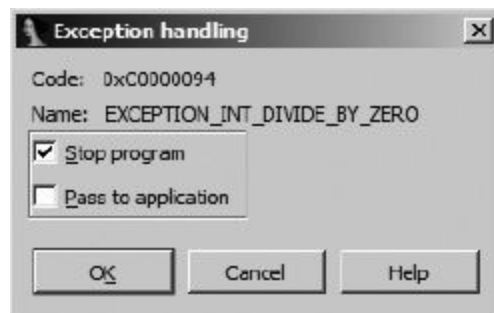 Exception handling
Code: 0xC0000094
Name: EXCEPTION_INT_DIVIDE_BY_ZERO
Stop program
Pass to application
OK Cancel Help